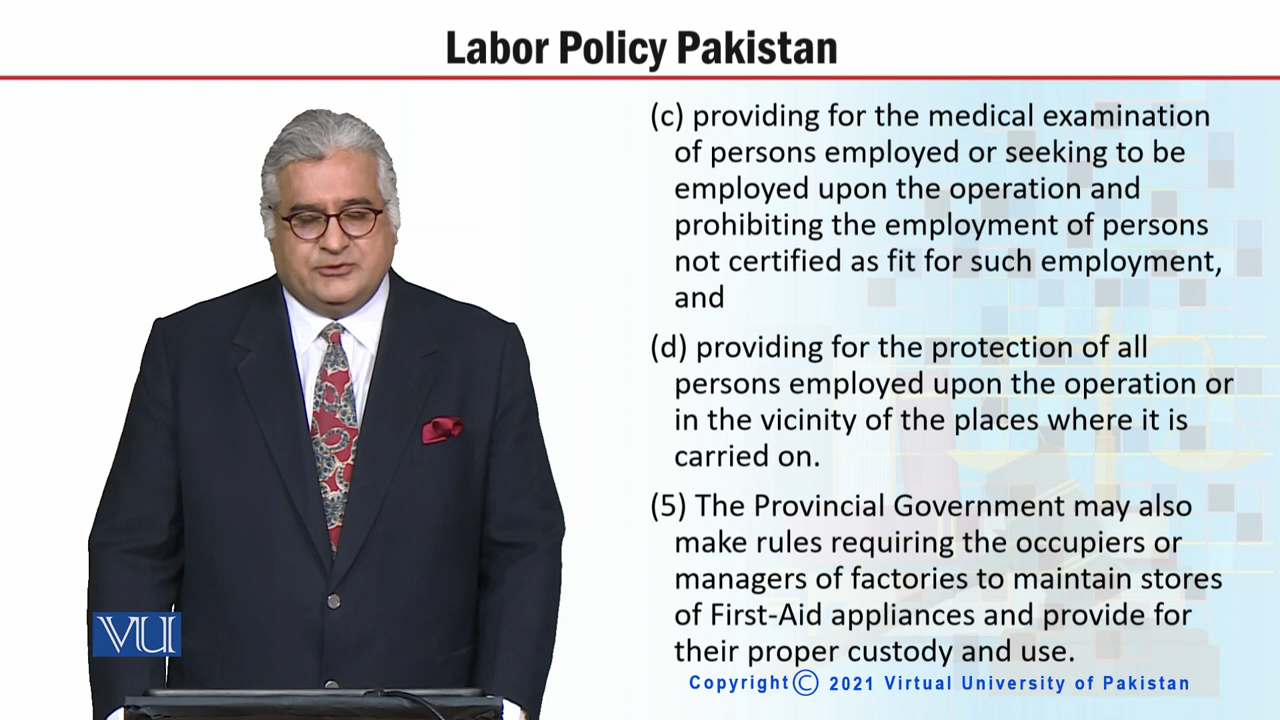 Labor Policy Pakistan
(c) providing for the medical examination
of persons employed or seeking to be
employed upon the operation and
prohibiting the employment of persons
not certified as fit for such employment,
and
(d) providing for the protection of all
persons employed upon the operation or
in the vicinity of the places where it is
carried on.
(5) The Provincial Government may also
make rules requiring the occupiers or
managers of factories to maintain stores
of First-Aid appliances and provide for
their proper custody and use.
VU
Copyright© 2021 Virtual University of Pakistan